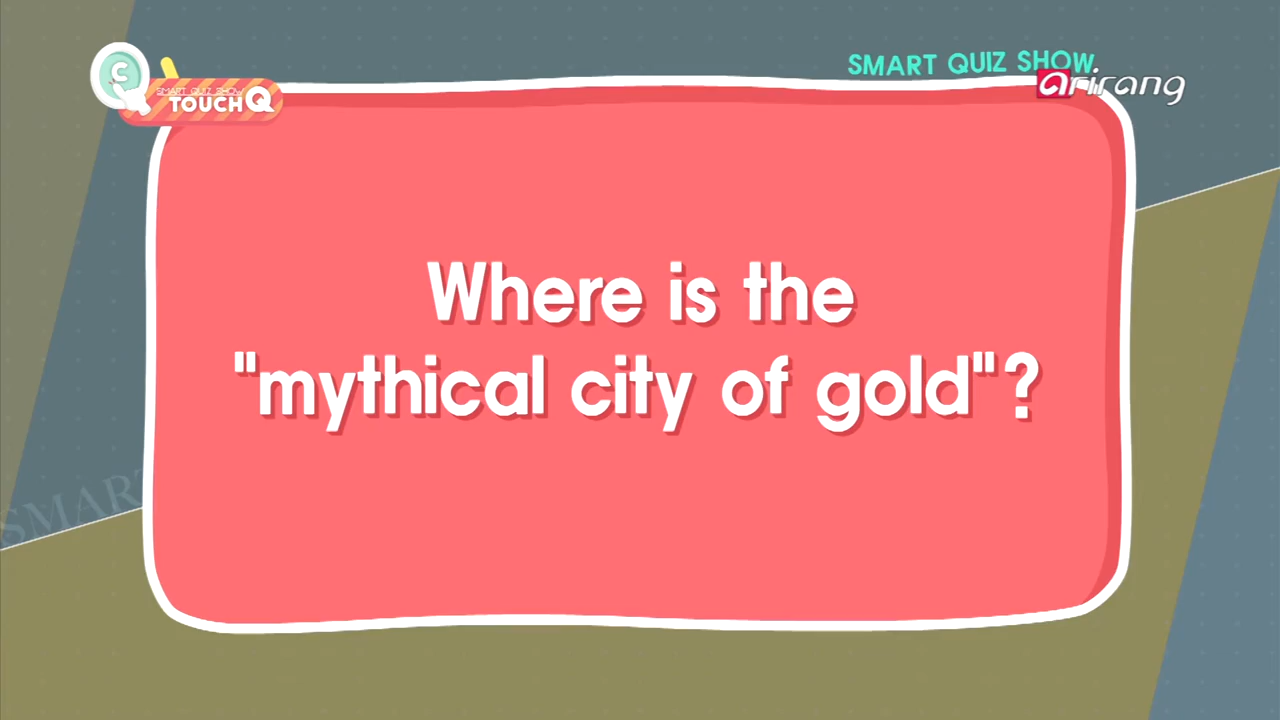 SMART QUIZ SHOW
arirang
C
SMART QUIZ SHOW
TOUCH Q
Where is the
"mythical city of gold"?
SMART